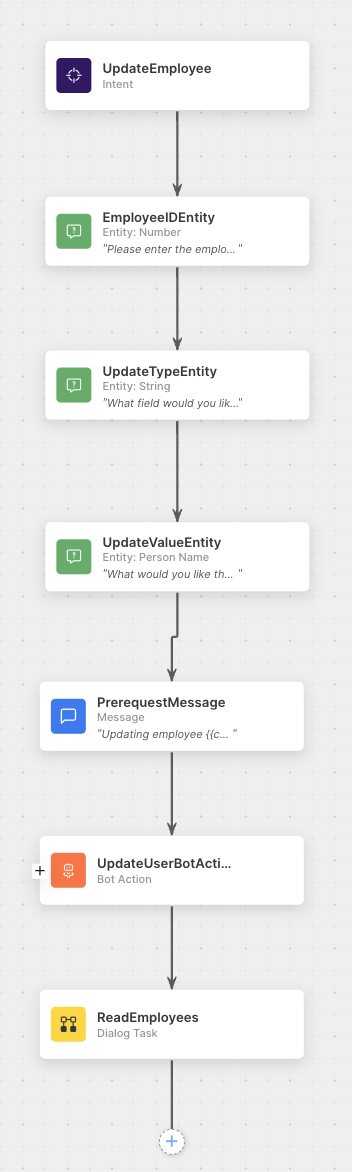 UpdateEmployee
Intent
EmployeeIDEntity
Entity: Number
"Please enter the emplo... "
UpdateTypeEntity
Entity: String
"What field would you lik..."
UpdateValueEntity
Entity: Person Name
"What would you like th... "
PrerequestMessage
Message
"Updating employee {{c... "
UpdateUserBotActi...
Bot Action
ReadEmployees
Dialog Task